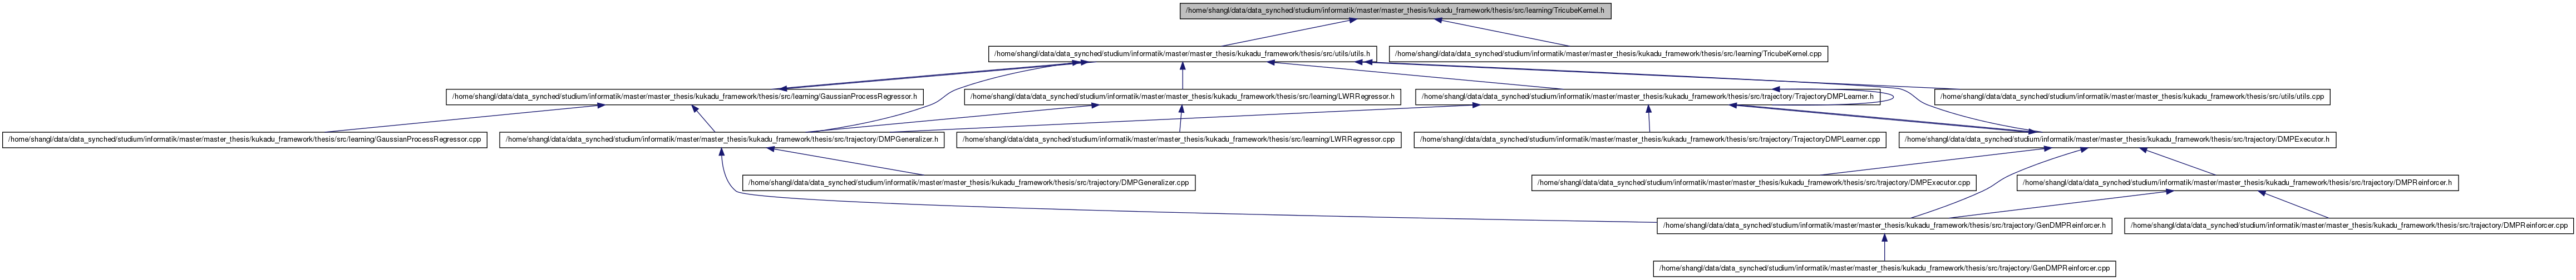 /home/shangl/data/data_synched/studium/informatik/master/master_thesis/kukadu_framework/thesis/src/learning/TricubeKernel.h
/home/shangl/data/data_synched/studium/informatik/master/master_thesis/kukadu_framework/thesis/src/utils/utils.h
/home/shangl/data/data_synched/studium/informatik/master/master_thesis/kukadu_framework/thesis/src/learning/TricubeKernel.cpp
/home/shangl/data/data_synched/studium/informatik/master/master_thesis/kukadu_framework/thesis/src/learning/GaussianProcessRegressor.h
/home/shangl/data/data_synched/studium/informatik/master/master_thesis/kukadu_framework/thesis/src/learning/LWRRegressor.h
/home/shangl/data/data_synched/studium/informatik/master/master_thesis/kukadu_framework/thesis/src/trajectory/TrajectoryDMPLearner.h
/home/shangl/data/data_synched/studium/informatik/master/master_thesis/kukadu_framework/thesis/src/utils/utils.cpp
/home/shangl/data/data_synched/studium/informatik/master/master_thesis/kukadu_framework/thesis/src/learning/GaussianProcessRegressor.cpp
/home/shangl/data/data_synched/studium/informatik/master/master_thesis/kukadu_framework/thesis/src/trajectory/DMPGeneralizer.h
/home/shangl/data/data_synched/studium/informatik/master/master_thesis/kukadu_framework/thesis/src/learning/LWRRegressor.cpp
/home/shangl/data/data_synched/studium/informatik/master/master_thesis/kukadu_framework/thesis/src/trajectory/TrajectoryDMPLearner.cpp
/home/shangl/data/data_synched/studium/informatik/master/master_thesis/kukadu_framework/thesis/src/trajectory/DMPExecutor.h
/home/shangl/data/data_synched/studium/informatik/master/master_thesis/kukadu_framework/thesis/src/trajectory/DMPGeneralizer.cpp
/home/shangl/data/data_synched/studium/informatik/master/master_thesis/kukadu_framework/thesis/src/trajectory/DMPExecutor.cpp
/home/shangl/data/data_synched/studium/informatik/master/master_thesis/kukadu_framework/thesis/src/trajectory/DMPReinforcer.h
/home/shangl/data/data_synched/studium/informatik/master/master_thesis/kukadu_framework/thesis/src/trajectory/GenDMPReinforcer.h
/home/shangl/data/data_synched/studium/informatik/master/master_thesis/kukadu_framework/thesis/src/trajectory/DMPReinforcer.cpp
/home/shangl/data/data_synched/studium/informatik/master/master_thesis/kukadu_framework/thesis/src/trajectory/GenDMPReinforcer.cpp